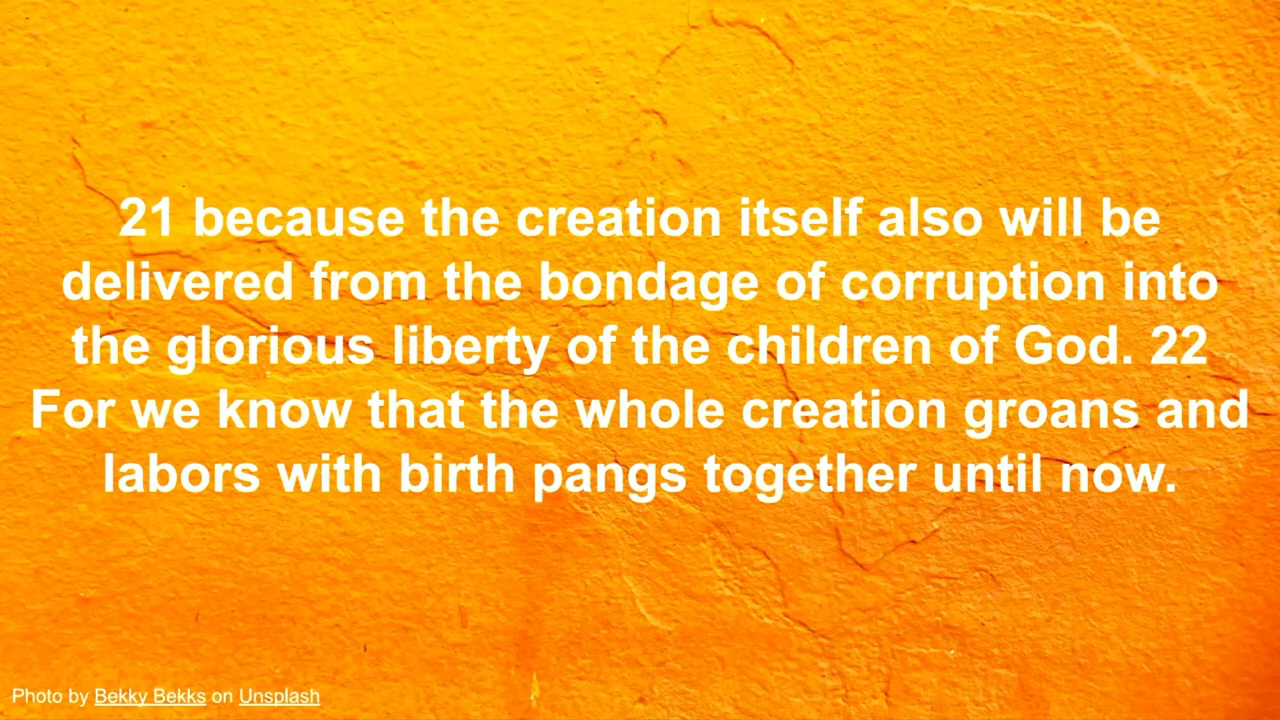 21 because the creation itself also will be
delivered from the bondage of corruption into
the glorious liberty of the children of God. 22
For we know that the whole creation groans and
labors with birth pangs together until now.
Photo by Bekky Bekks on Unsplash